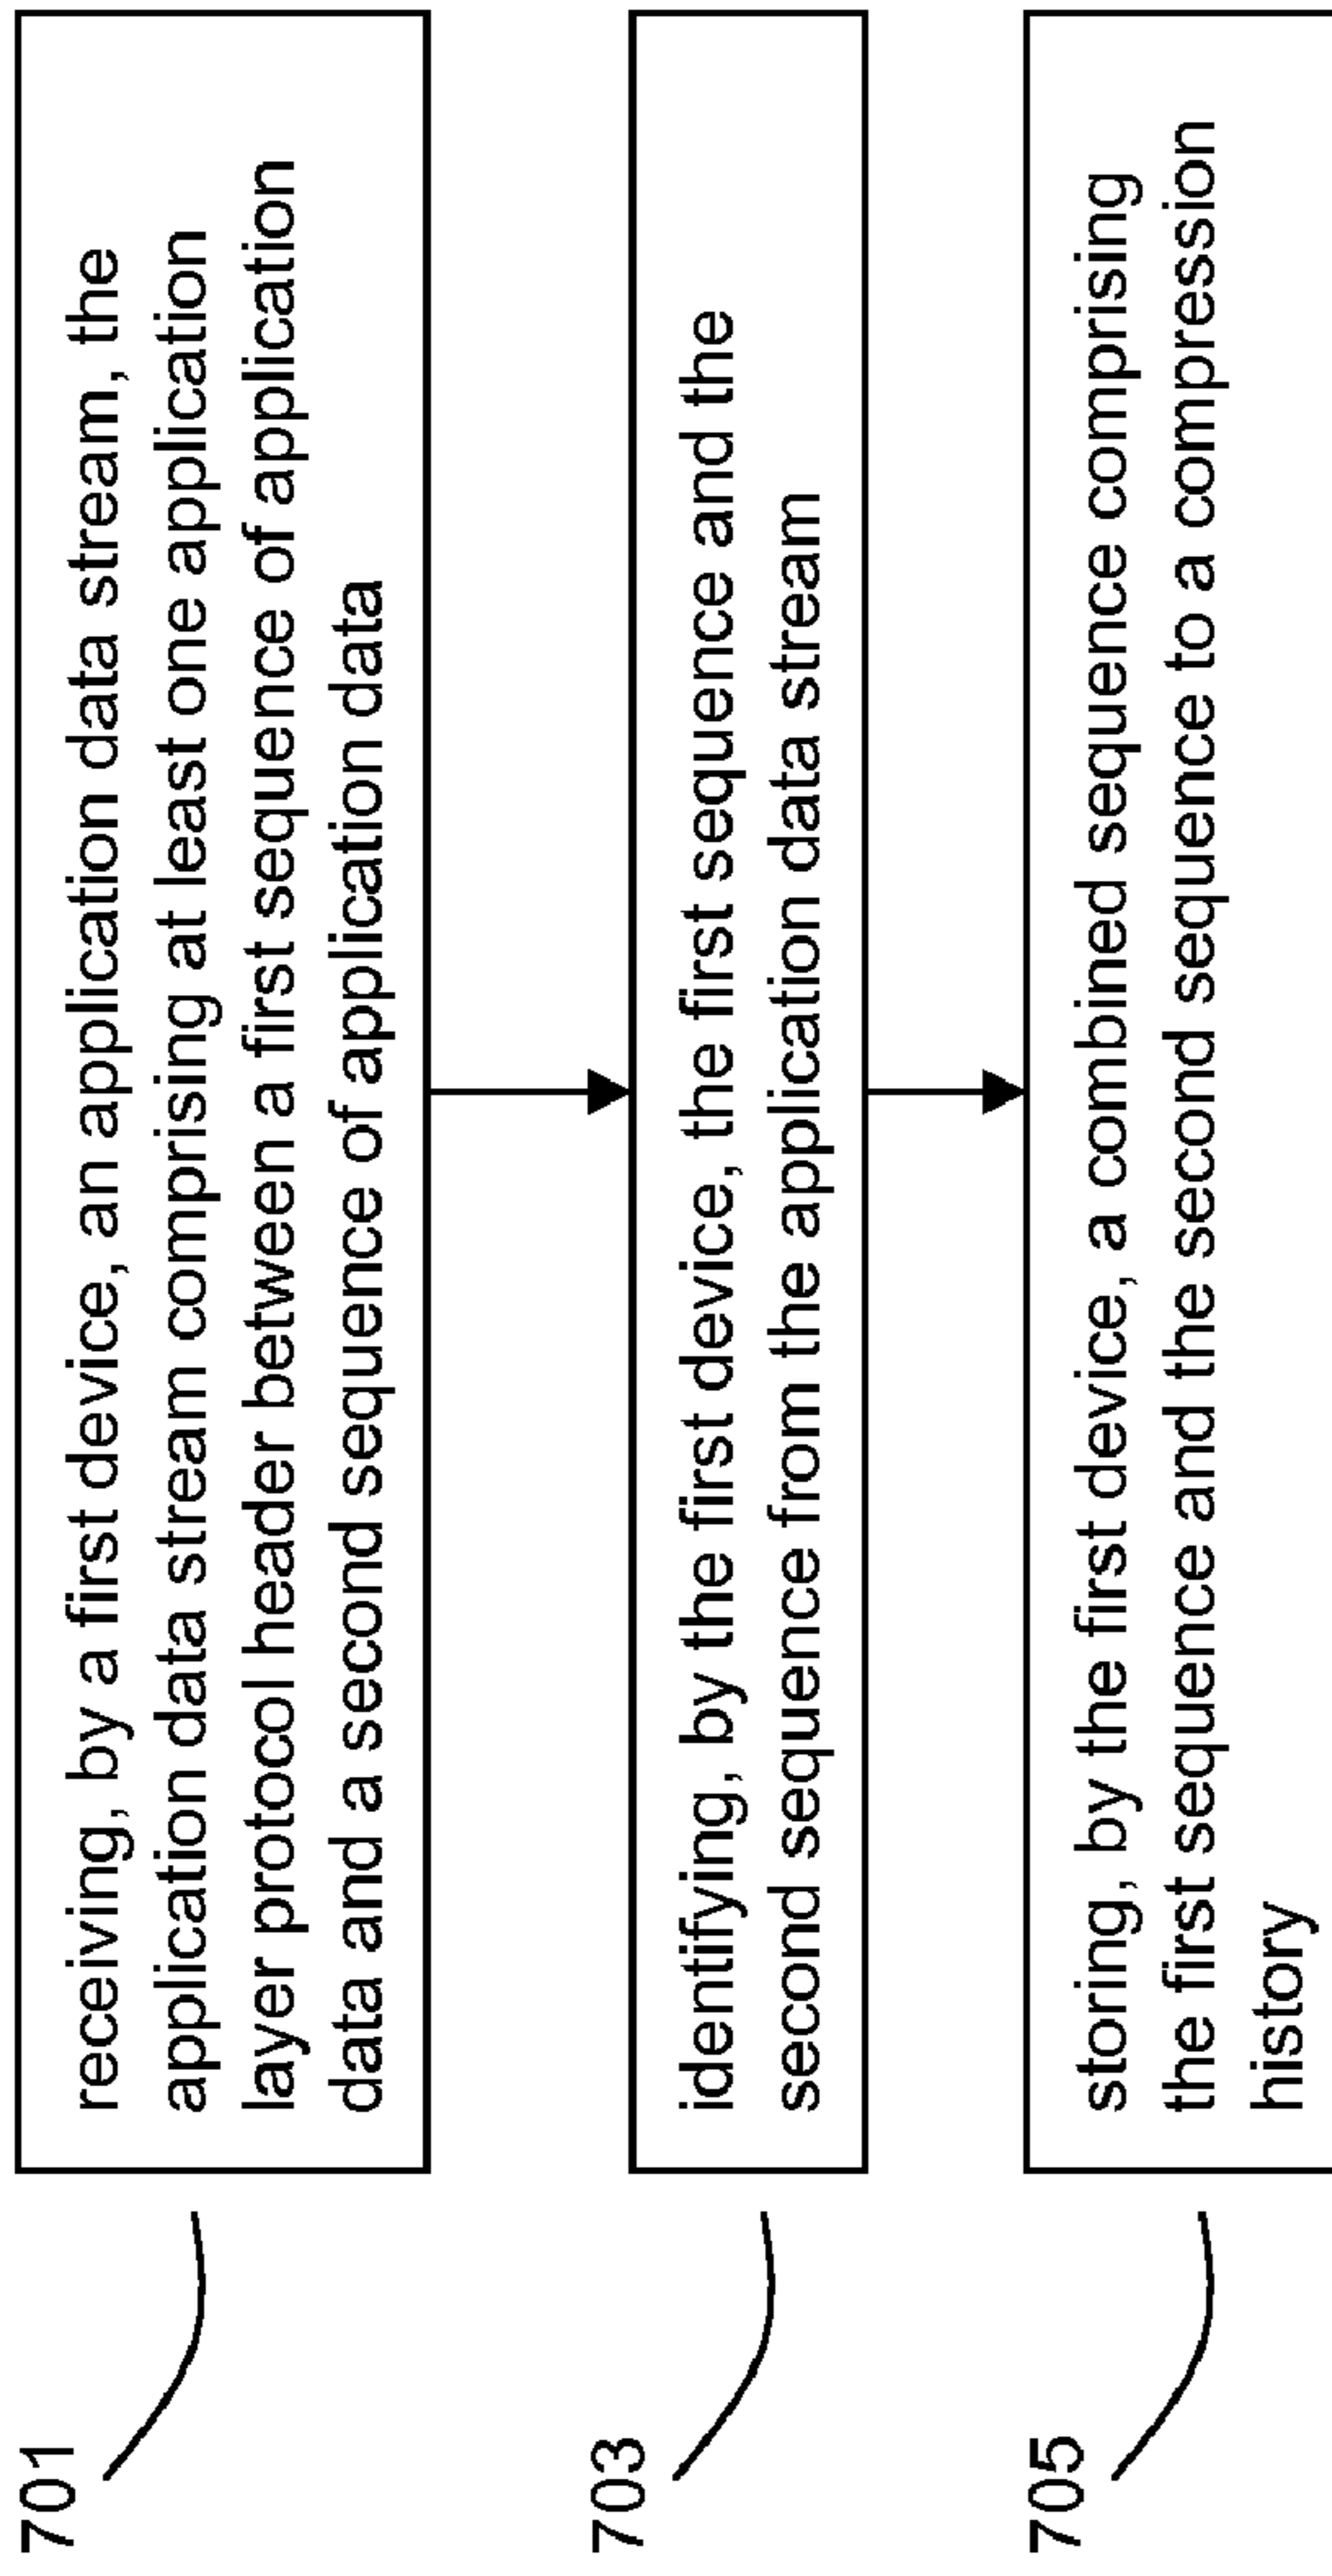 701
receiving, by a first device, an application data stream, the
application data stream comprising at least one application
layer protocol header between a first sequence of application
data and a second sequence of application data
703
identifying, by the first device, the first sequence and the
second sequence from the application data stream
705
storing, by the first device, a combined sequence comprising
the first sequence and the second sequence to a compression
history